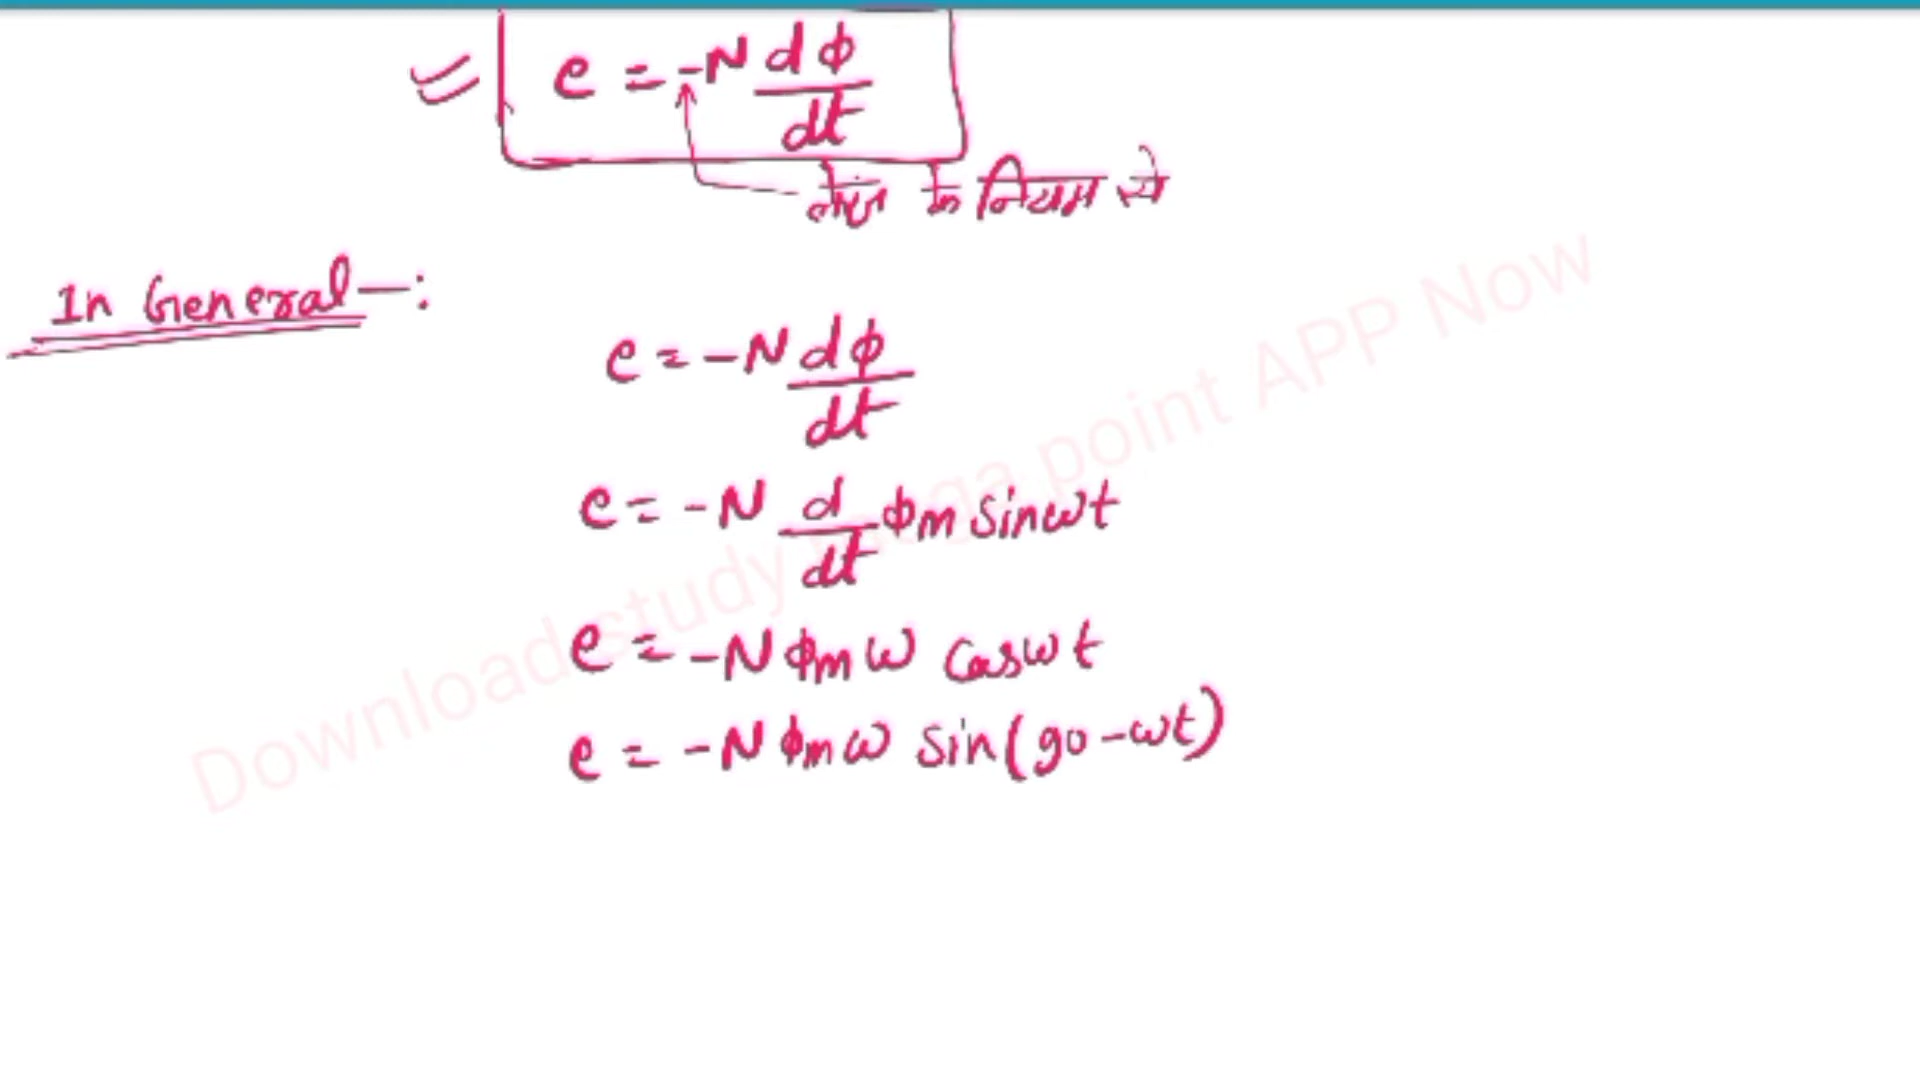 e = -N dφ/dt
लेंज के नियम से
In General -:
e = -N dφ/dt
e = -N d/dt φm sinωt
e = -N φm ω cosωt
e = -N φm ω sin(90-ωt)
Download study mega point APP Now